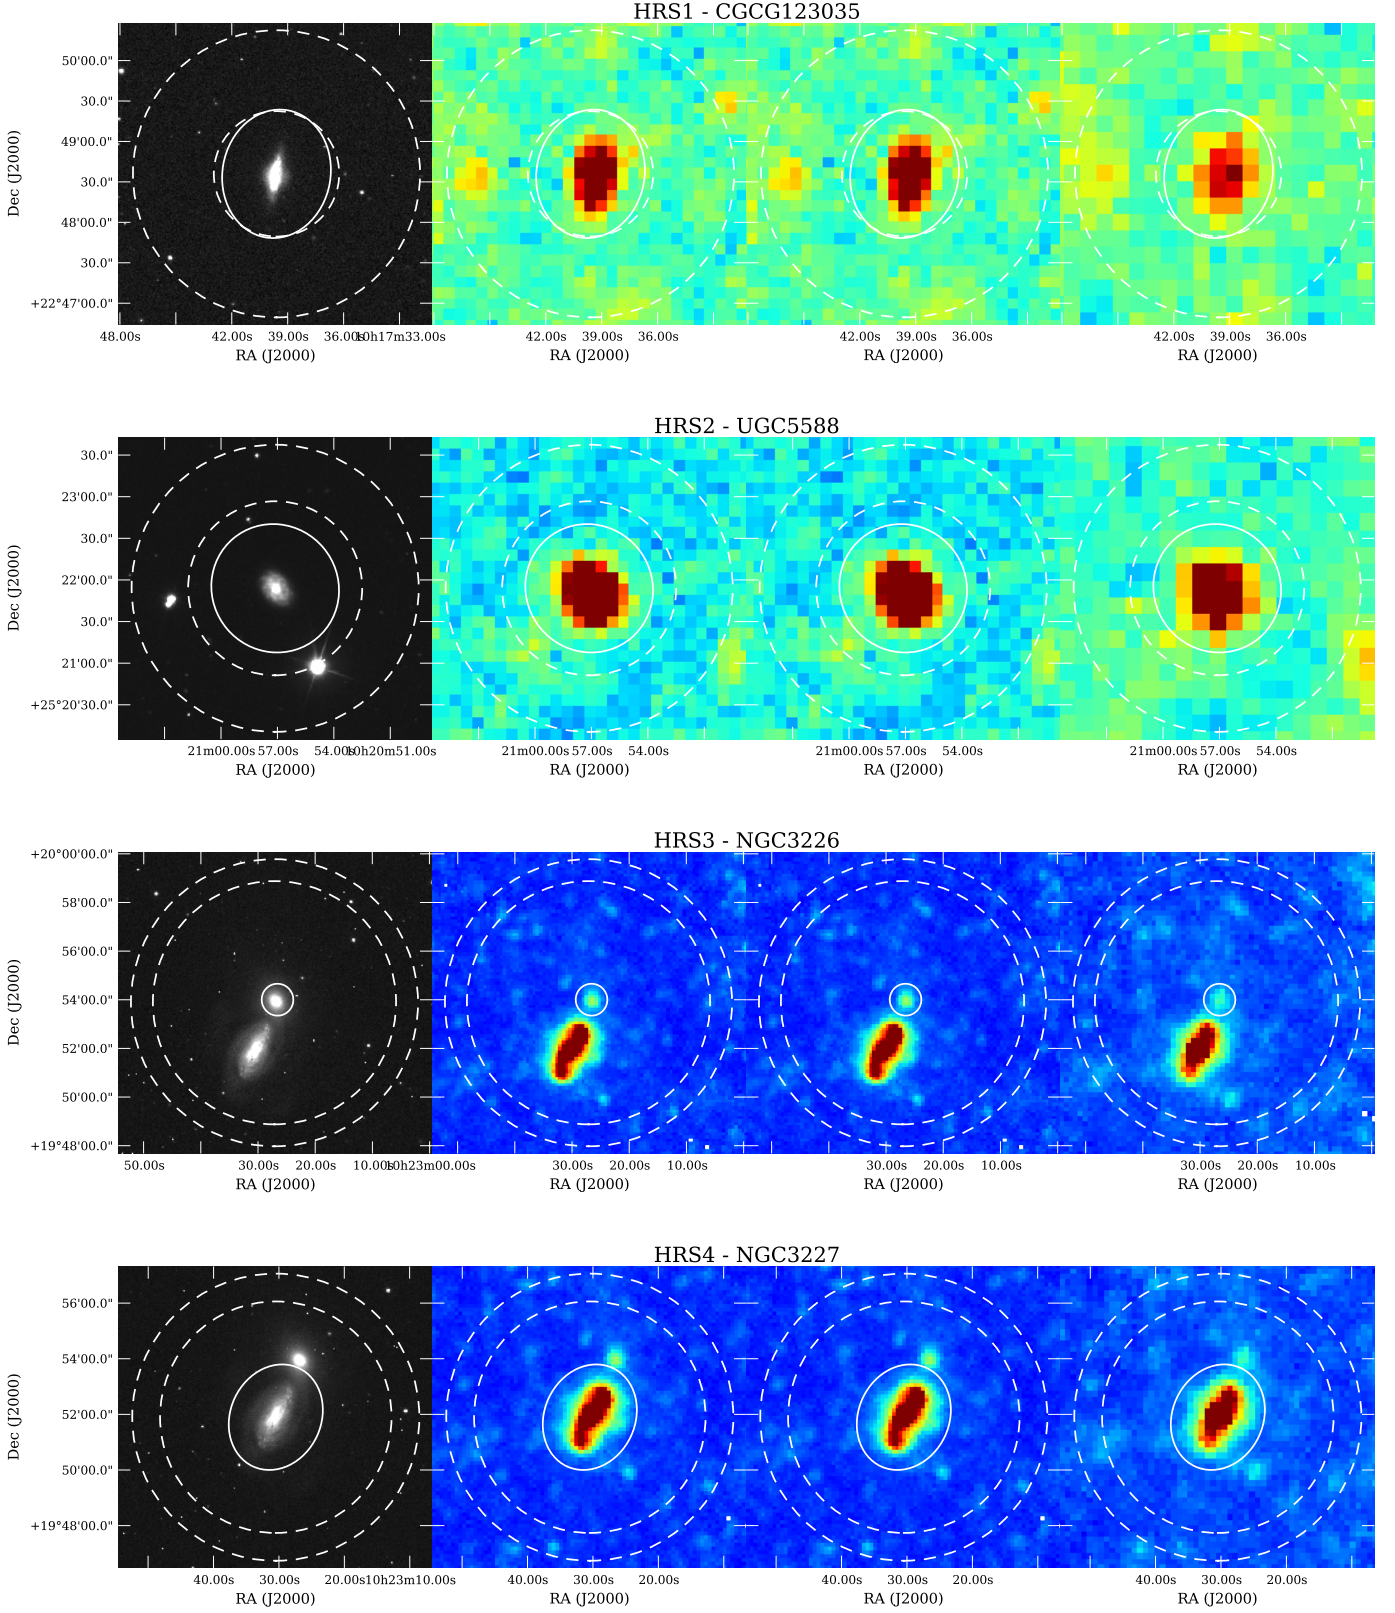 HRS1 - CGCG123035
Dec (J2000)
50'00.0"
30.0"
49'00.0"
30.0"
48'00.0"
30.0"
+22°47'00.0"
48.00s 42.00s 39.00s 36.00s 10h17m33.00s 42.00s 39.00s 36.00s 42.00s 39.00s 36.00s 42.00s 39.00s 36.00s
RA (J2000) RA (J2000) RA (J2000) RA (J2000)
HRS2 - UGC5588
Dec (J2000)
30.0"
23'00.0"
30.0"
22'00.0"
30.0"
21'00.0"
+25°20'30.0"
21m00.00s 57.00s 54.00s 10h20m51.00s 21m00.00s 57.00s 54.00s 21m00.00s 57.00s 54.00s 21m00.00s 57.00s 54.00s
RA (J2000) RA (J2000) RA (J2000) RA (J2000)
HRS3 - NGC3226
Dec (J2000)
+20°00'00.0"
58'00.0"
56'00.0"
54'00.0"
52'00.0"
50'00.0"
+19°48'00.0"
50.00s 30.00s 20.00s 10.00s 10h23m00.00s 30.00s 20.00s 10.00s 30.00s 20.00s 10.00s 30.00s 20.00s 10.00s
RA (J2000) RA (J2000) RA (J2000) RA (J2000)
HRS4 - NGC3227
Dec (J2000)
56'00.0"
54'00.0"
52'00.0"
50'00.0"
+19°48'00.0"
40.00s 30.00s 20.00s 10h23m10.00s 40.00s 30.00s 20.00s 40.00s 30.00s 20.00s 40.00s 30.00s 20.00s
RA (J2000) RA (J2000) RA (J2000) RA (J2000)